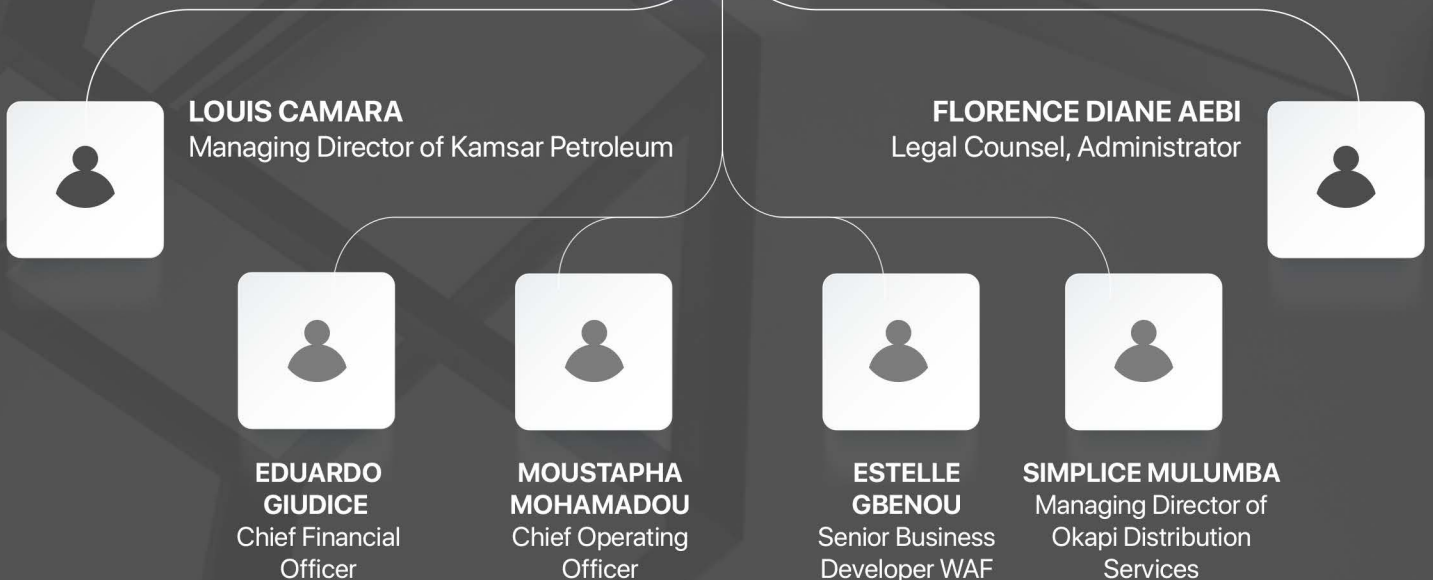 LOUIS CAMARA
Managing Director of Kamsar Petroleum
FLORENCE DIANE AEBI
Legal Counsel, Administrator
EDUARDO
GIUDICE
Chief Financial
Officer
MOUSTAPHA
MOHAMADOU
Chief Operating
Officer
ESTELLE
GBENOU
Senior Business
Developer WAF
SIMPLICE MULUMBA
Managing Director of
Okapi Distribution
Services